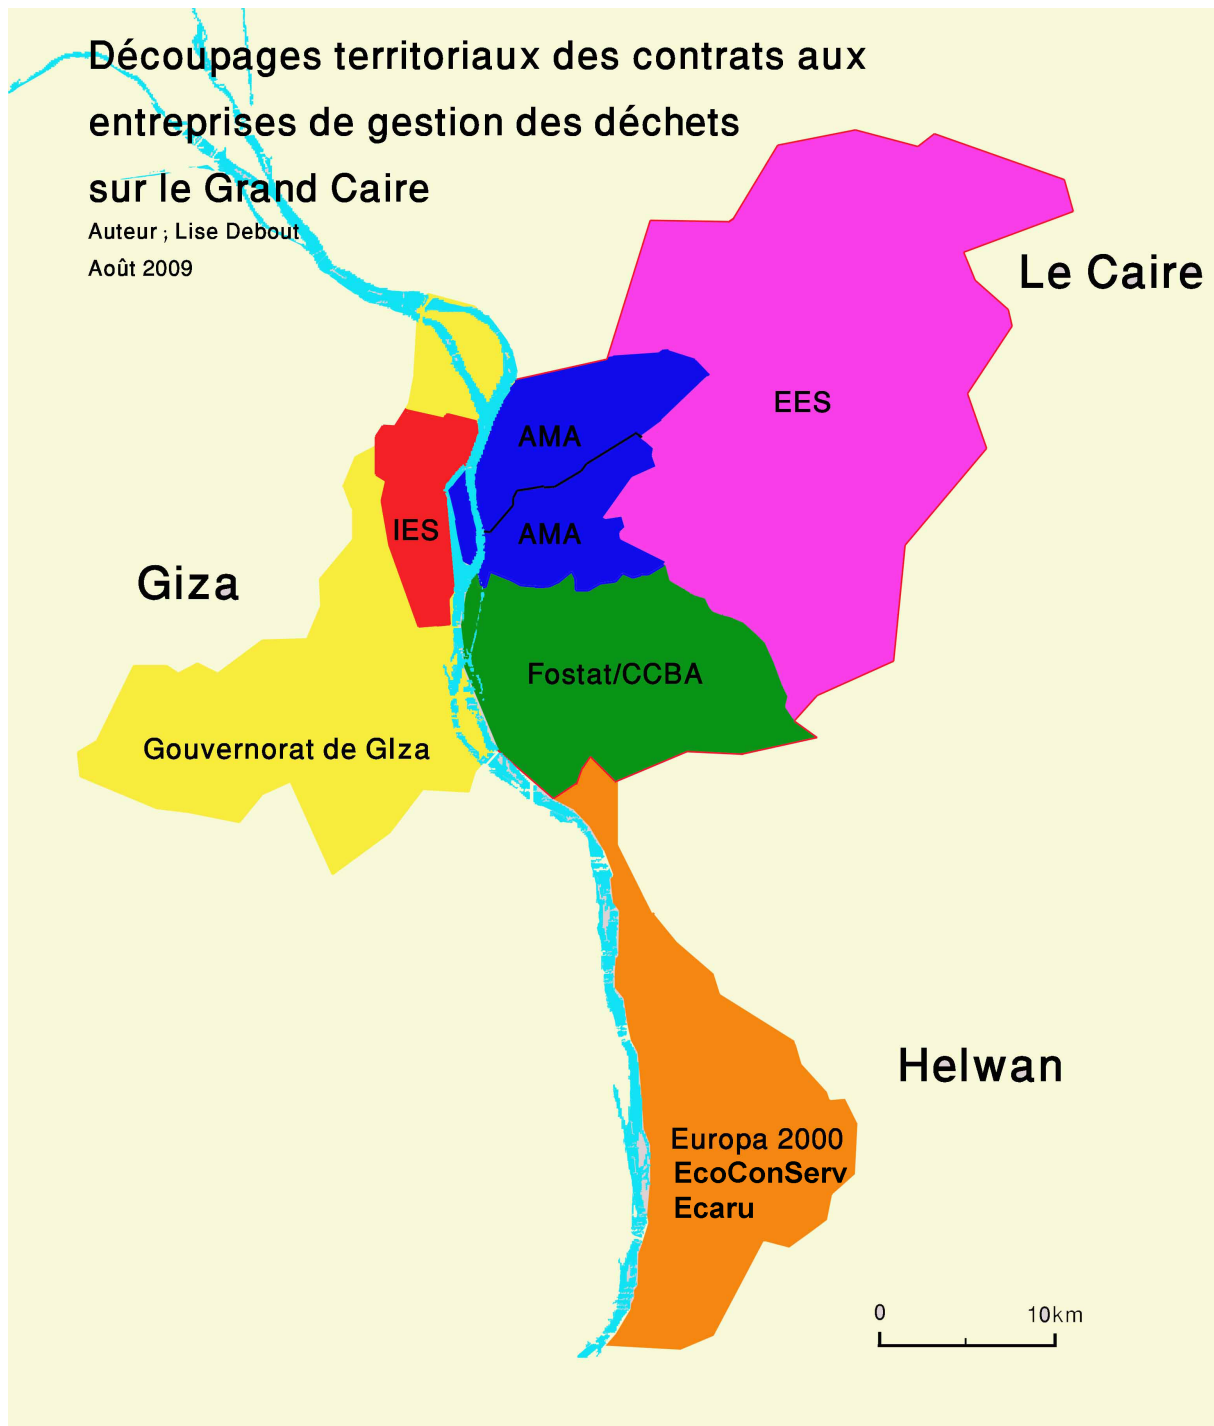 Découpages territoriaux des contrats aux
entreprises de gestion des déchets
sur le Grand Caire
Auteur ; Lise Debout
Août 2009
Le Caire
EES
AMA
IES
AMA
Giza
Fostat/CCBA
Gouvernorat de GIza
Helwan
Europa 2000
EcoConServ
Ecaru
0 10km